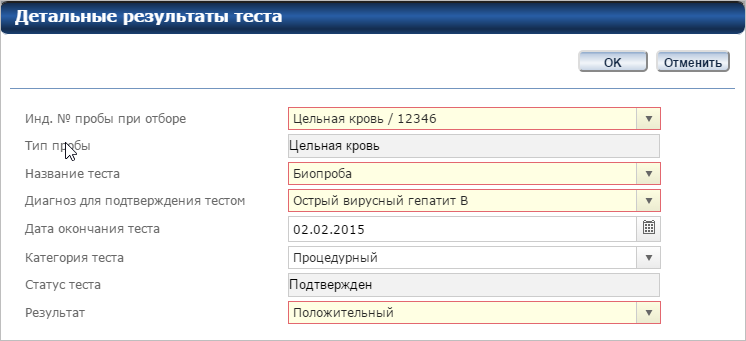 Детальные результаты теста
OK Отменить
Инд. № пробы при отборе Цельная кровь / 12346
Тип пробы Цельная кровь
Название теста Биопроба
Диагноз для подтверждения тестом Острый вирусный гепатит В
Дата окончания теста 02.02.2015
Категория теста Процедурный
Статус теста Подтвержден
Результат Положительный